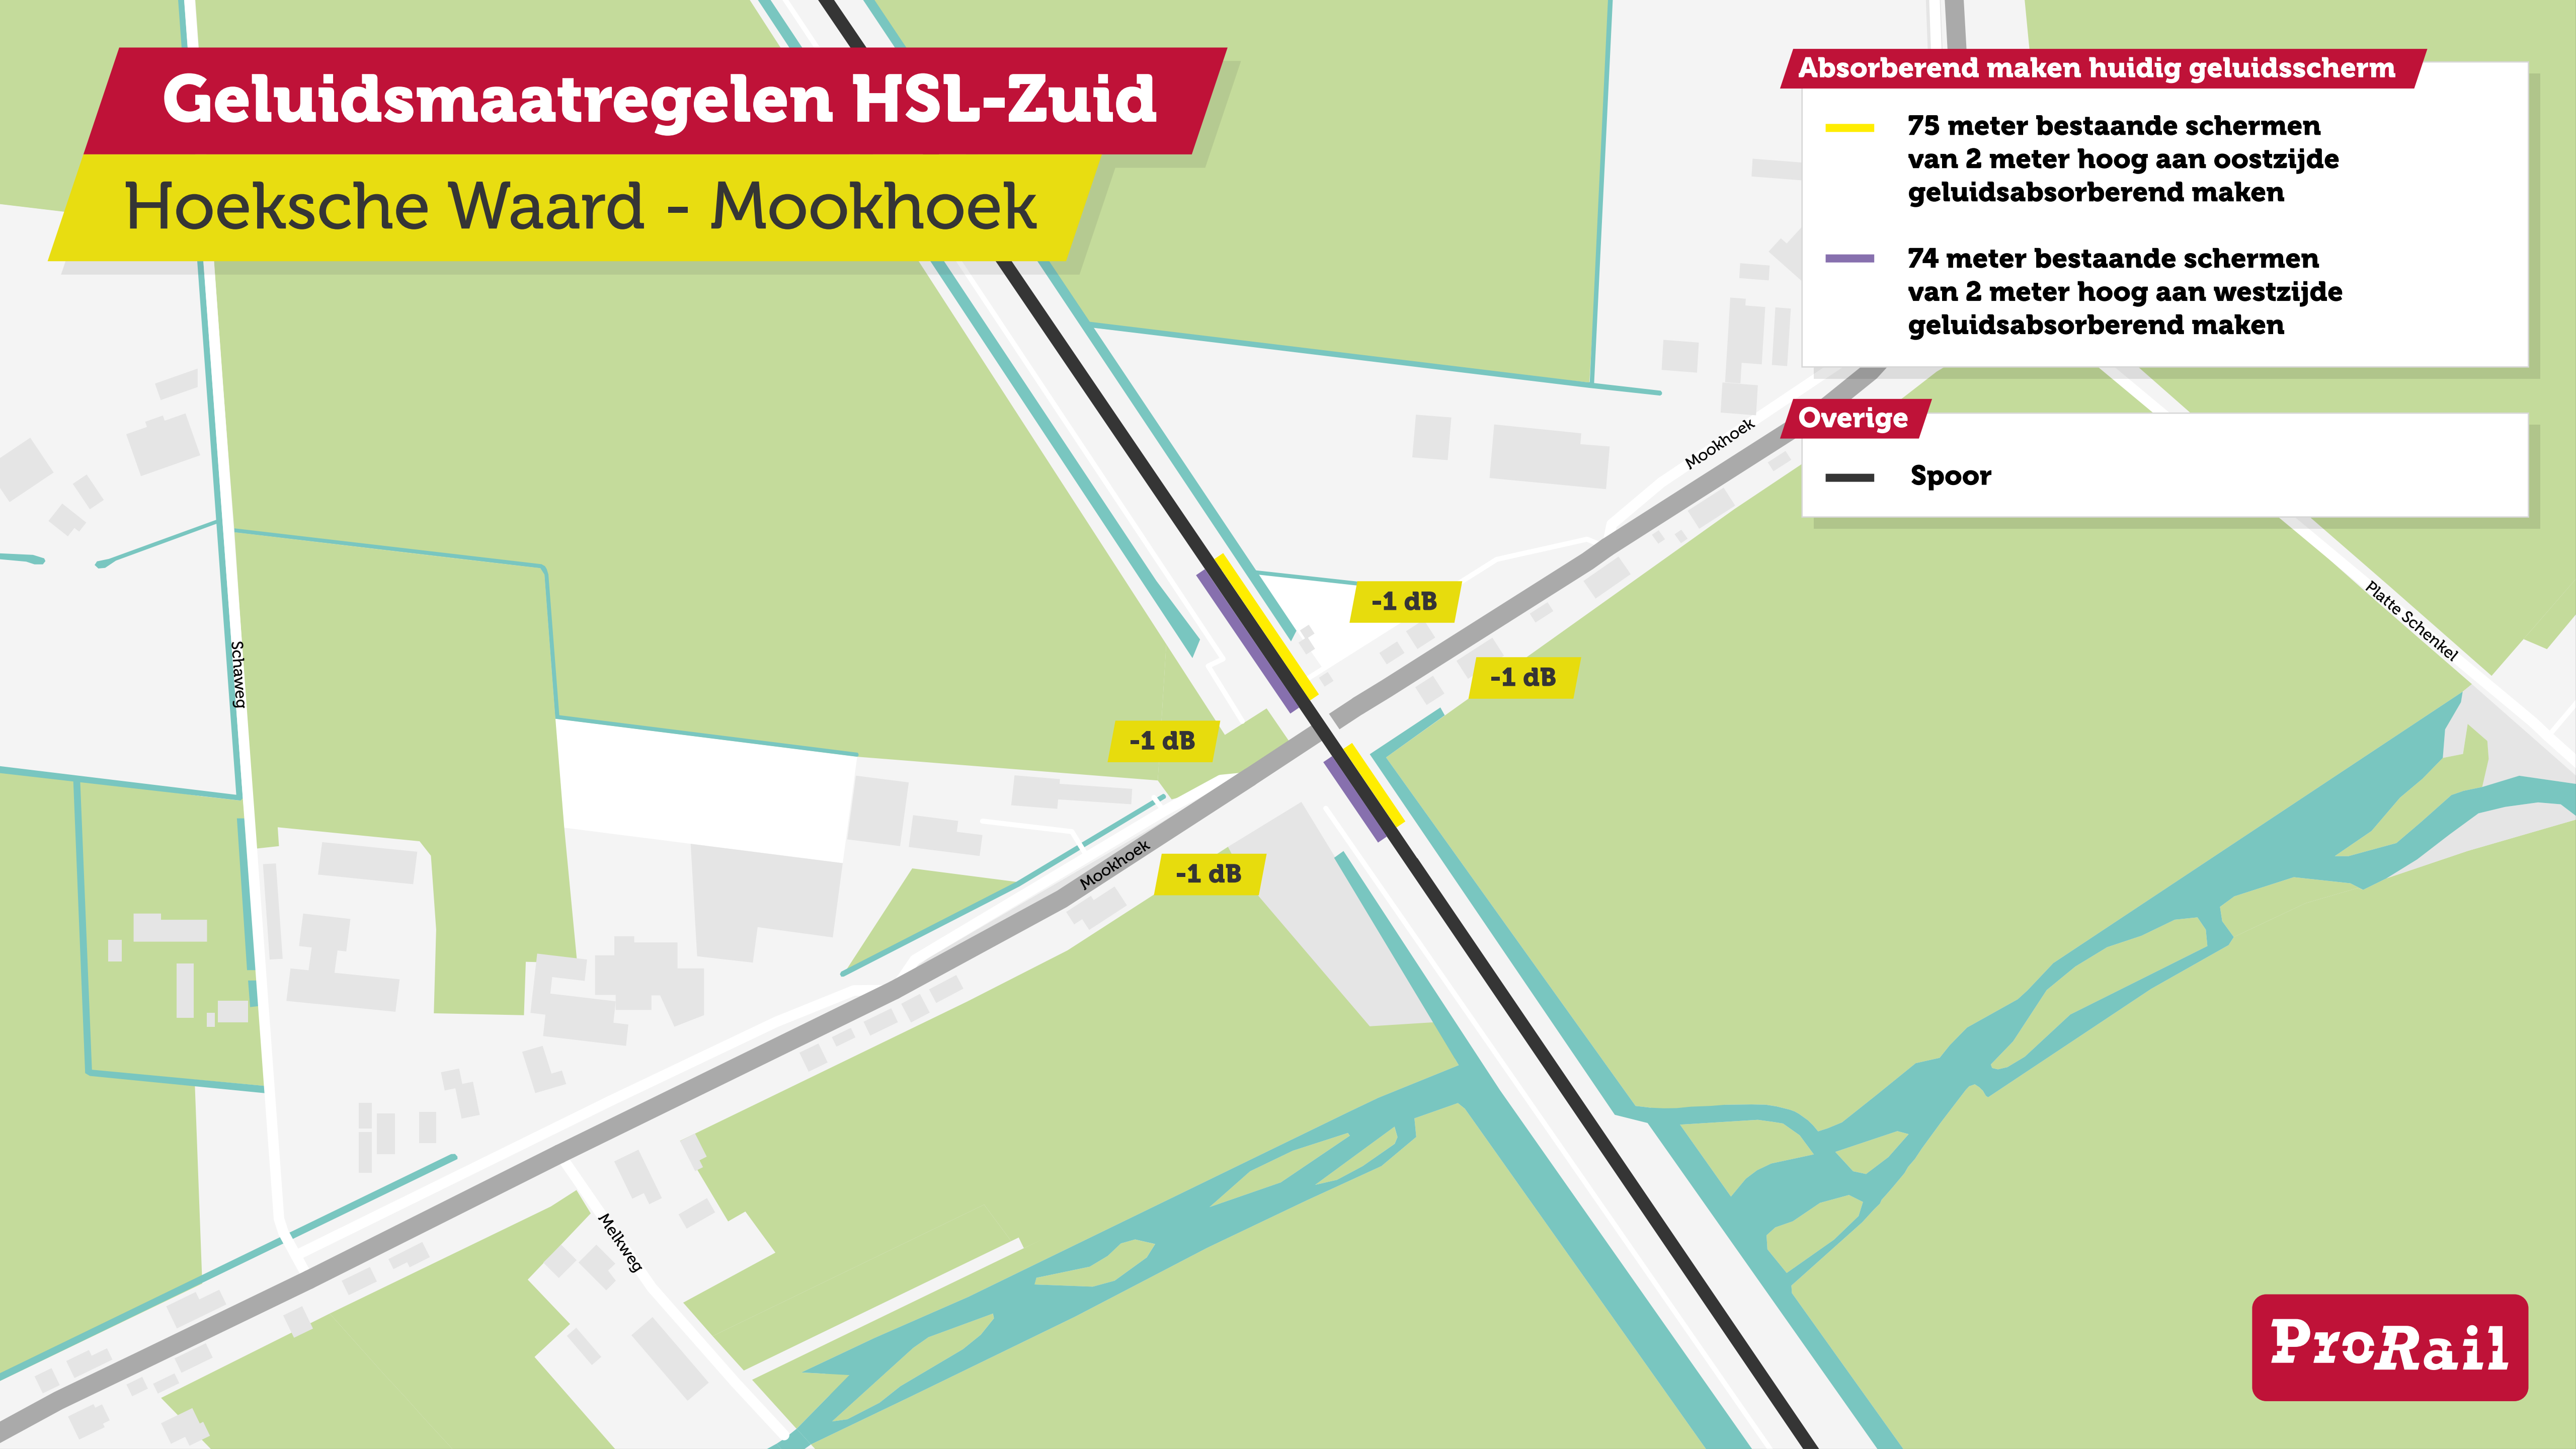 Geluidsmaatregelen HSL-Zuid
Hoeksche Waard - Mookhoek
Absorberend maken huidig geluidsscherm
75 meter bestaande schermen
van 2 meter hoog aan oostzijde
geluidsabsorberend maken
74 meter bestaande schermen
van 2 meter hoog aan westzijde
geluidsabsorberend maken
Overige
Spoor
Mookhoek
Platte Schenkel
-1 dB
-1 dB
Schaweg
-1 dB
Mookhoek
-1 dB
Melkweg
ProRail